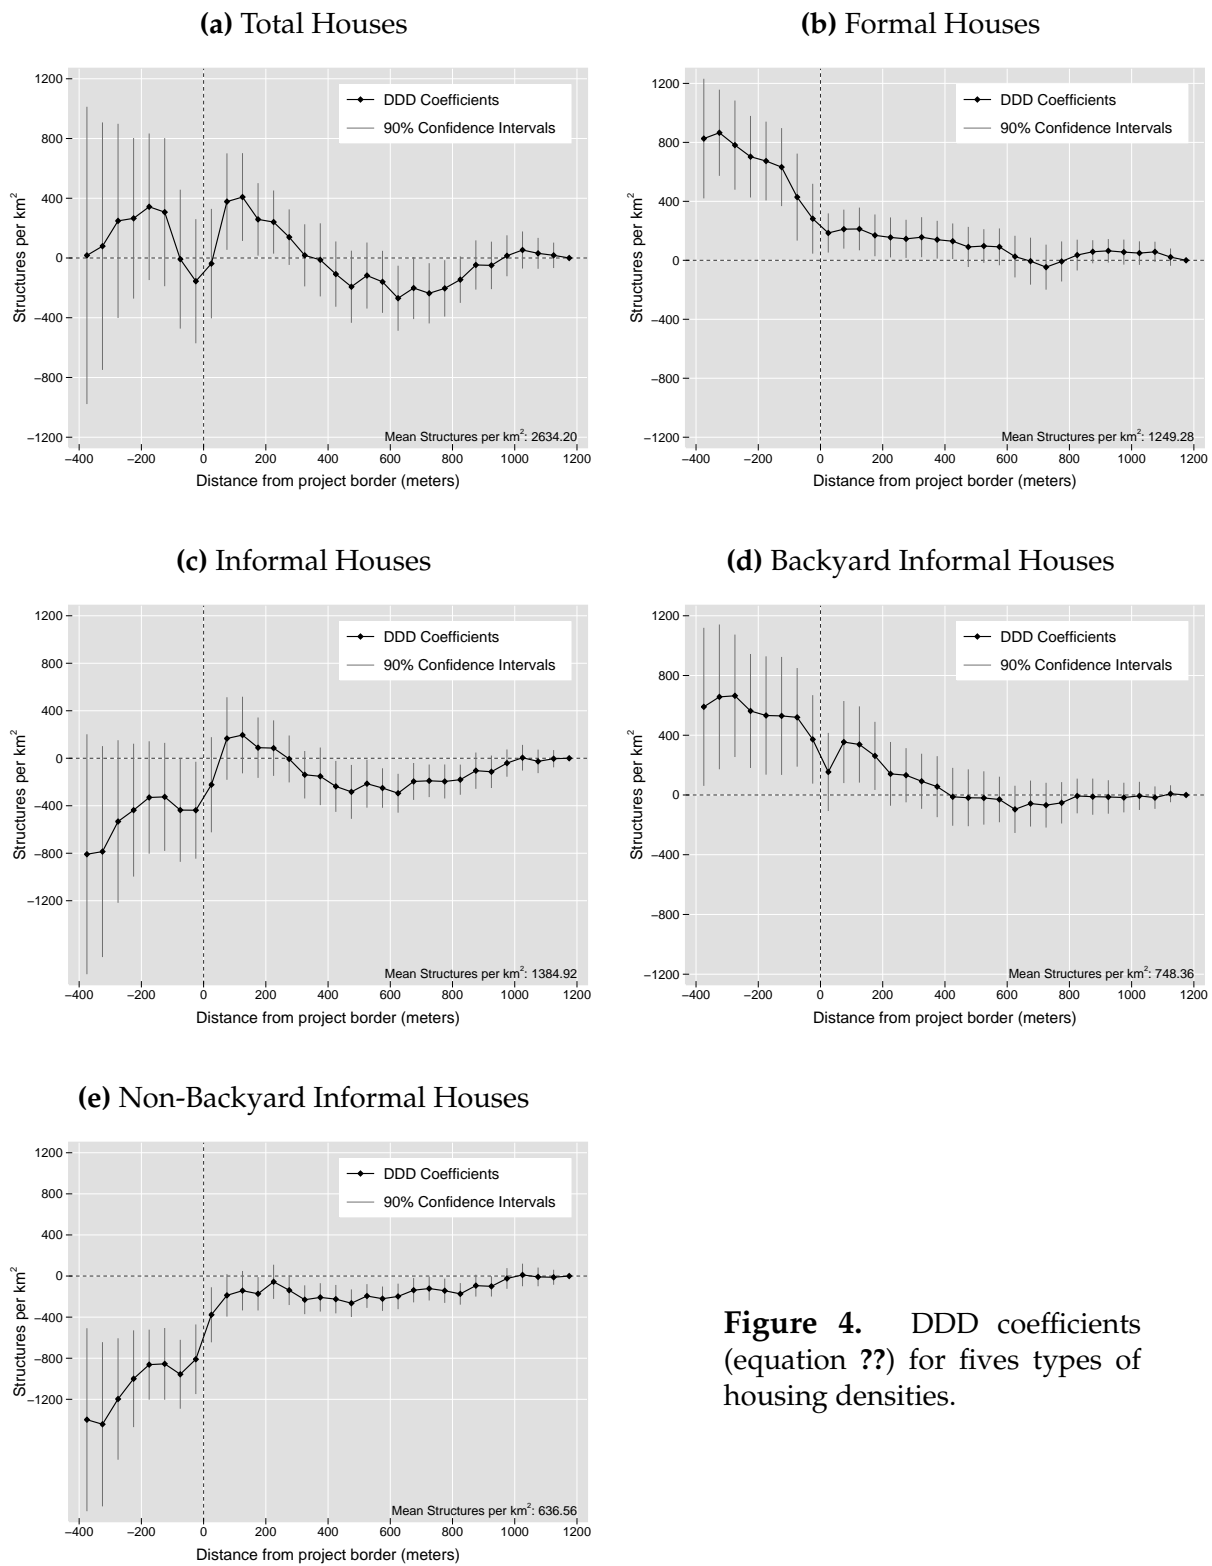 (a) Total Houses
Structures per km2
1200
800
400
0
−400
−800
−1200
DDD Coefficients
90% Confidence Intervals
Mean Structures per km2: 2634.20
−400 −200 0 200 400 600 800 1000 1200
Distance from project border (meters)
(b) Formal Houses
Structures per km2
1200
800
400
0
−400
−800
−1200
DDD Coefficients
90% Confidence Intervals
Mean Structures per km2: 1249.28
−400 −200 0 200 400 600 800 1000 1200
Distance from project border (meters)
(c) Informal Houses
Structures per km2
1200
800
400
0
−400
−800
−1200
DDD Coefficients
90% Confidence Intervals
Mean Structures per km2: 1384.92
−400 −200 0 200 400 600 800 1000 1200
Distance from project border (meters)
(d) Backyard Informal Houses
Structures per km2
1200
800
400
0
−400
−800
−1200
DDD Coefficients
90% Confidence Intervals
Mean Structures per km2: 748.36
−400 −200 0 200 400 600 800 1000 1200
Distance from project border (meters)
(e) Non-Backyard Informal Houses
Structures per km2
1200
800
400
0
−400
−800
−1200
DDD Coefficients
90% Confidence Intervals
Mean Structures per km2: 636.56
−400 −200 0 200 400 600 800 1000 1200
Distance from project border (meters)
Figure 4. DDD coefficients
(equation ??) for fives types of
housing densities.